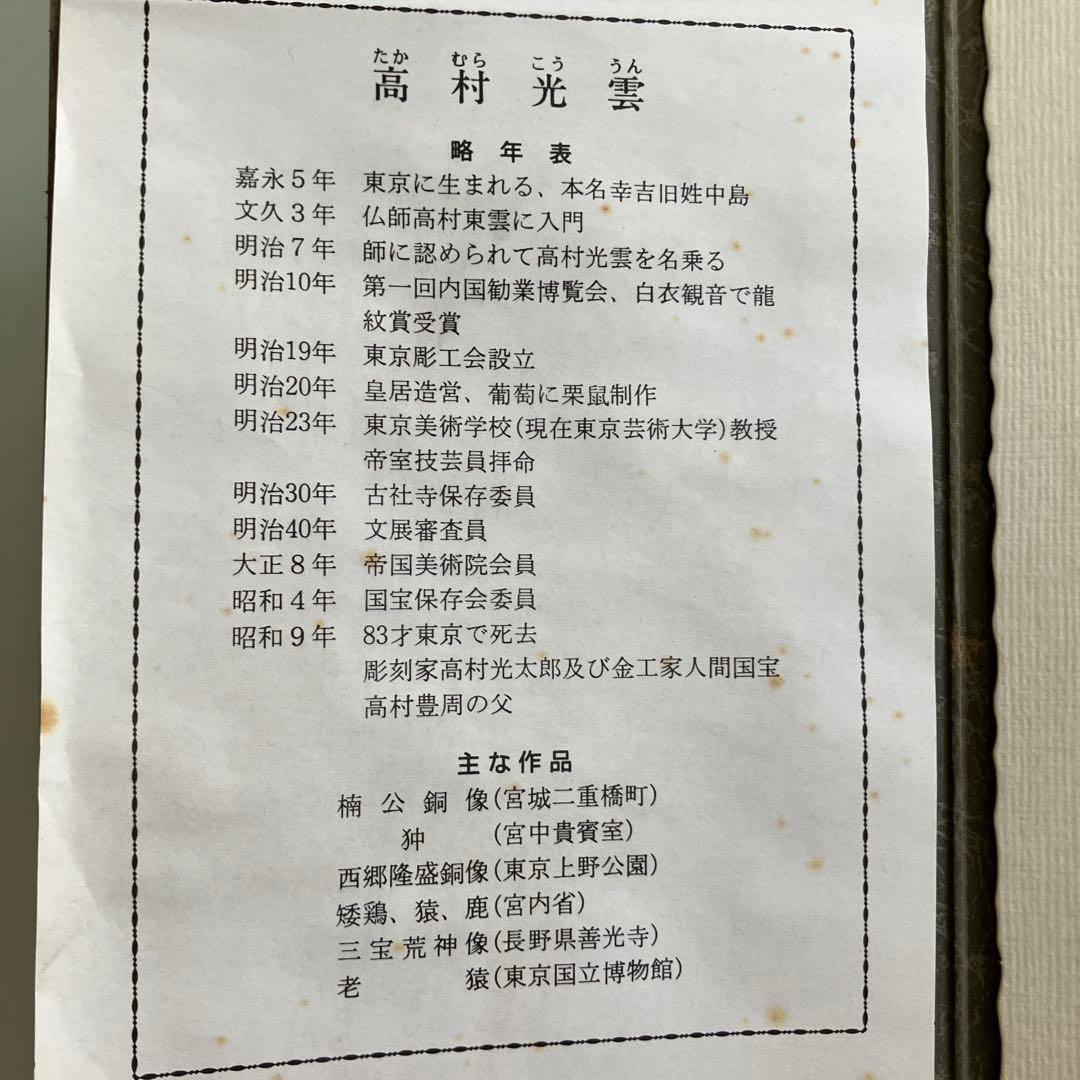 たか むら こう うん
高村光雲
略年表
嘉永5年 東京に生まれる、本名幸吉旧姓中島
文久3年 仏師高村東雲に入門
明治7年 師に認められて高村光雲を名乗る
明治10年 第一回内国勧業博覧会、白衣観音で龍
紋賞受賞
明治19年 東京彫工会設立
明治20年 皇居造営、葡萄に栗鼠制作
明治23年 東京美術学校(現在東京芸術大学)教授
帝室技芸員拝命
明治30年 古社寺保存委員
明治40年 文展審査員
大正8年 帝国美術院会員
昭和4年 国宝保存会委員
昭和9年 83才東京で死去
彫刻家高村光太郎及び金工家人間国宝
高村豊周の父
主な作品
楠公銅像(宮城二重橋町)
狆 (宮中貴賓室)
西郷隆盛銅像(東京上野公園)
矮鶏、猿、鹿(宮内省)
三宝荒神像(長野県善光寺)
老猿(東京国立博物館)